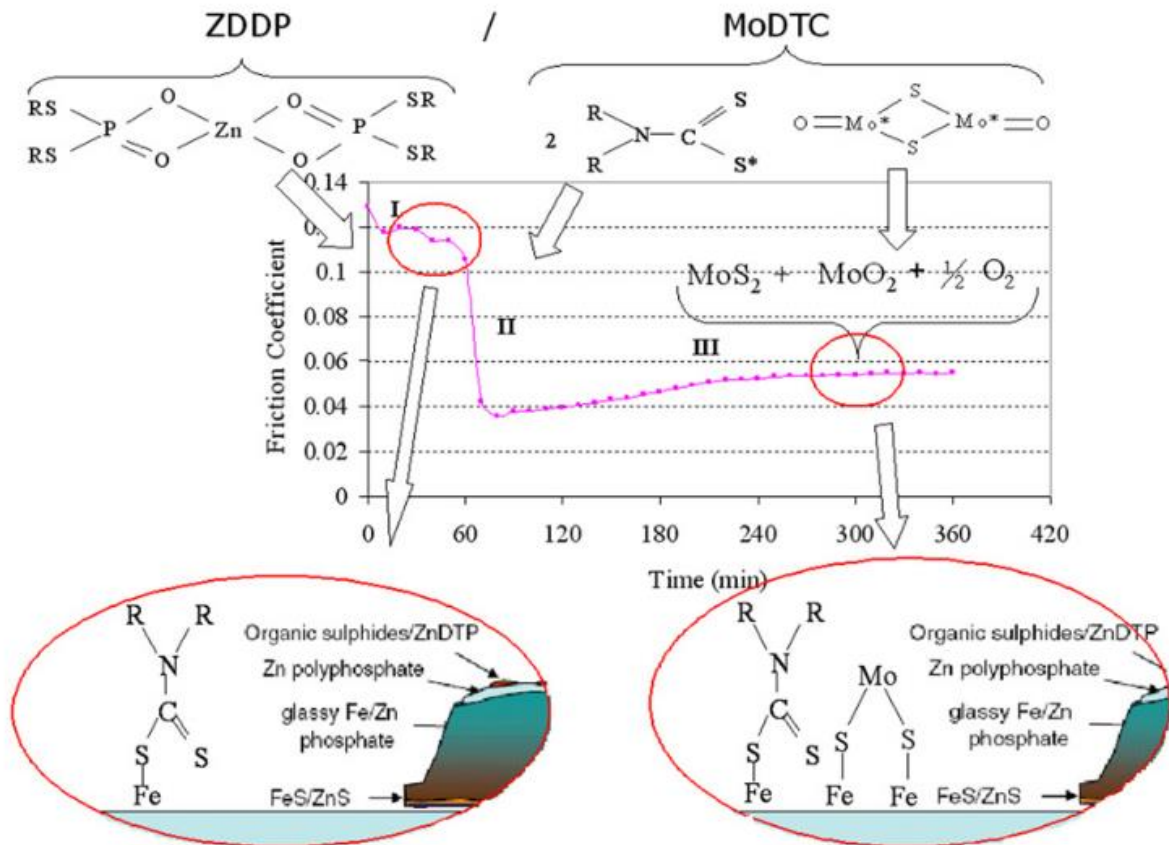 ZDDP / MoDTC
RS O O SR
P Zn P
RS O O SR
2 R N C S
R S*
S
O Mo* Mo* O
S
Friction Coefficient
0.14
0.1
0.08
0.06
0.04
0.02
0
I
II
III
MoS2 + MoO2 + ½ O2
0 60 120 180 240 300 360 420
Time (min)
R R
N
C
S S
Fe
Organic sulphides/ZnDTP
Zn polyphosphate
glassy Fe/Zn
phosphate
FeS/ZnS
R R
N
C
S S
Fe
Mo
S S
Fe Fe
Organic sulphides/ZnDTP
Zn polyphosphate
glassy Fe/Zn
phosphate
FeS/ZnS